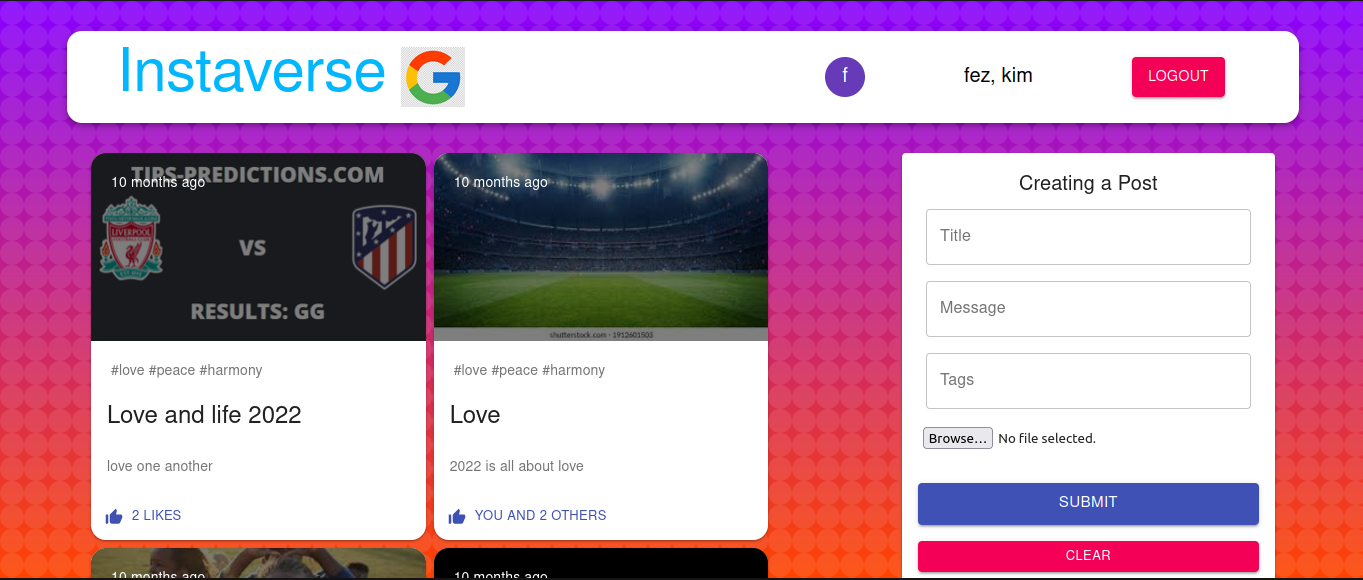 Instaverse
f
fez, kim
LOGOUT
TIPS-PREDICTIONS.COM
10 months ago
LIVERPOOL
VS
RESULTS: GG
#love #peace #harmony
Love and life 2022
love one another
2 LIKES
10 months ago
shutterstock.com · 1912601503
#love #peace #harmony
Love
2022 is all about love
YOU AND 2 OTHERS
10 months ago
10 months ago
Creating a Post
Title
Message
Tags
Browse... No file selected.
SUBMIT
CLEAR